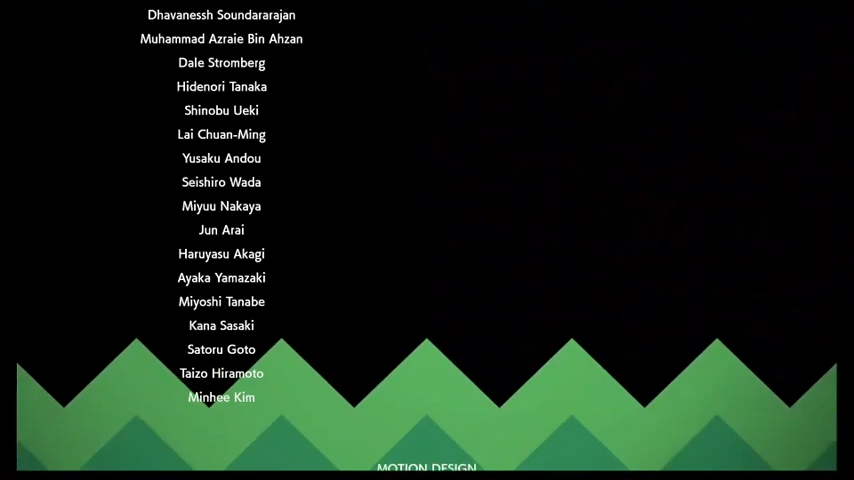 Dhavanessh Soundararajan
Muhammad Azraie Bin Ahzan
Dale Stromberg
Hidenori Tanaka
Shinobu Ueki
Lai Chuan-Ming
Yusaku Andou
Seishiro Wada
Miyuu Nakaya
Jun Arai
Haruyasu Akagi
Ayaka Yamazaki
Miyoshi Tanabe
Kana Sasaki
Satoru Goto
Taizo Hiramoto
Minhee Kim
MOTION DESIGN